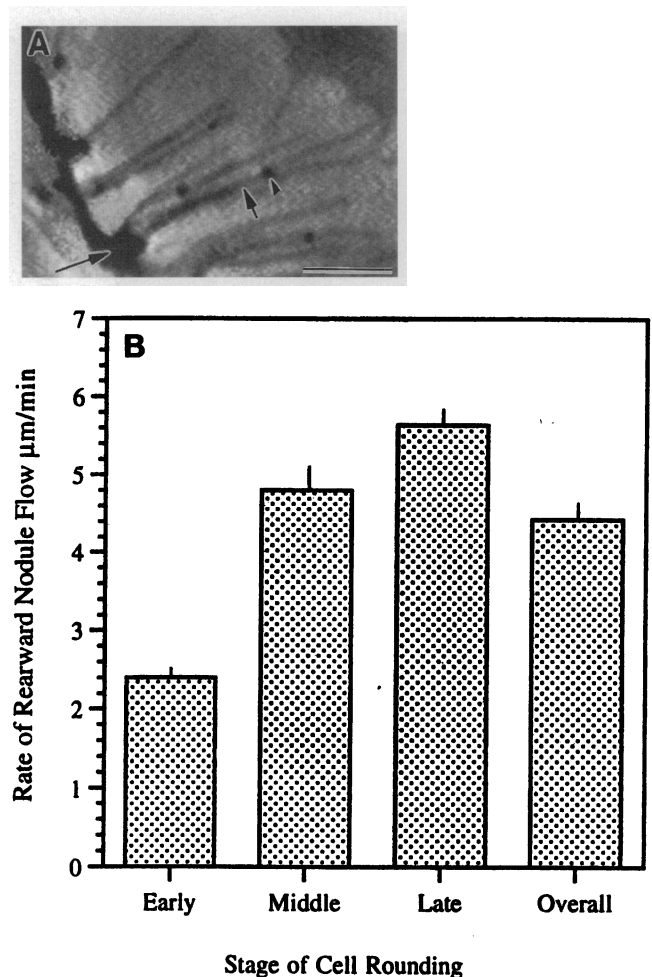 A
B
Rate of Rearward Nodule Flow μm/min
7
6
5
4
3
2
1
0
Early Middle Late Overall
Stage of Cell Rounding